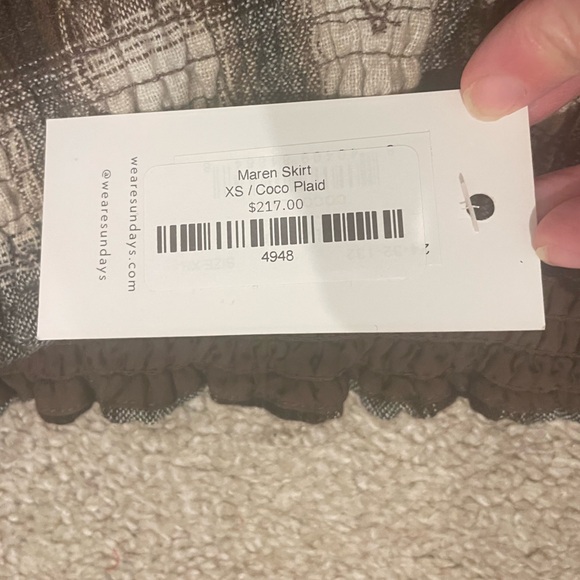 Maren Skirt
XS / Coco Plaid
$217.00
4948
wearesundays.com
@wearesundays